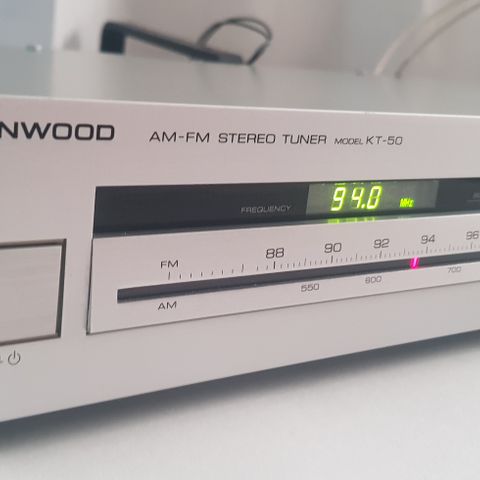 NWOOD AM-FM STEREO TUNER MODEL KT-50
FREQUENCY 94.0 MHz
FM 88 90 92 94 96
AM 550 600 700